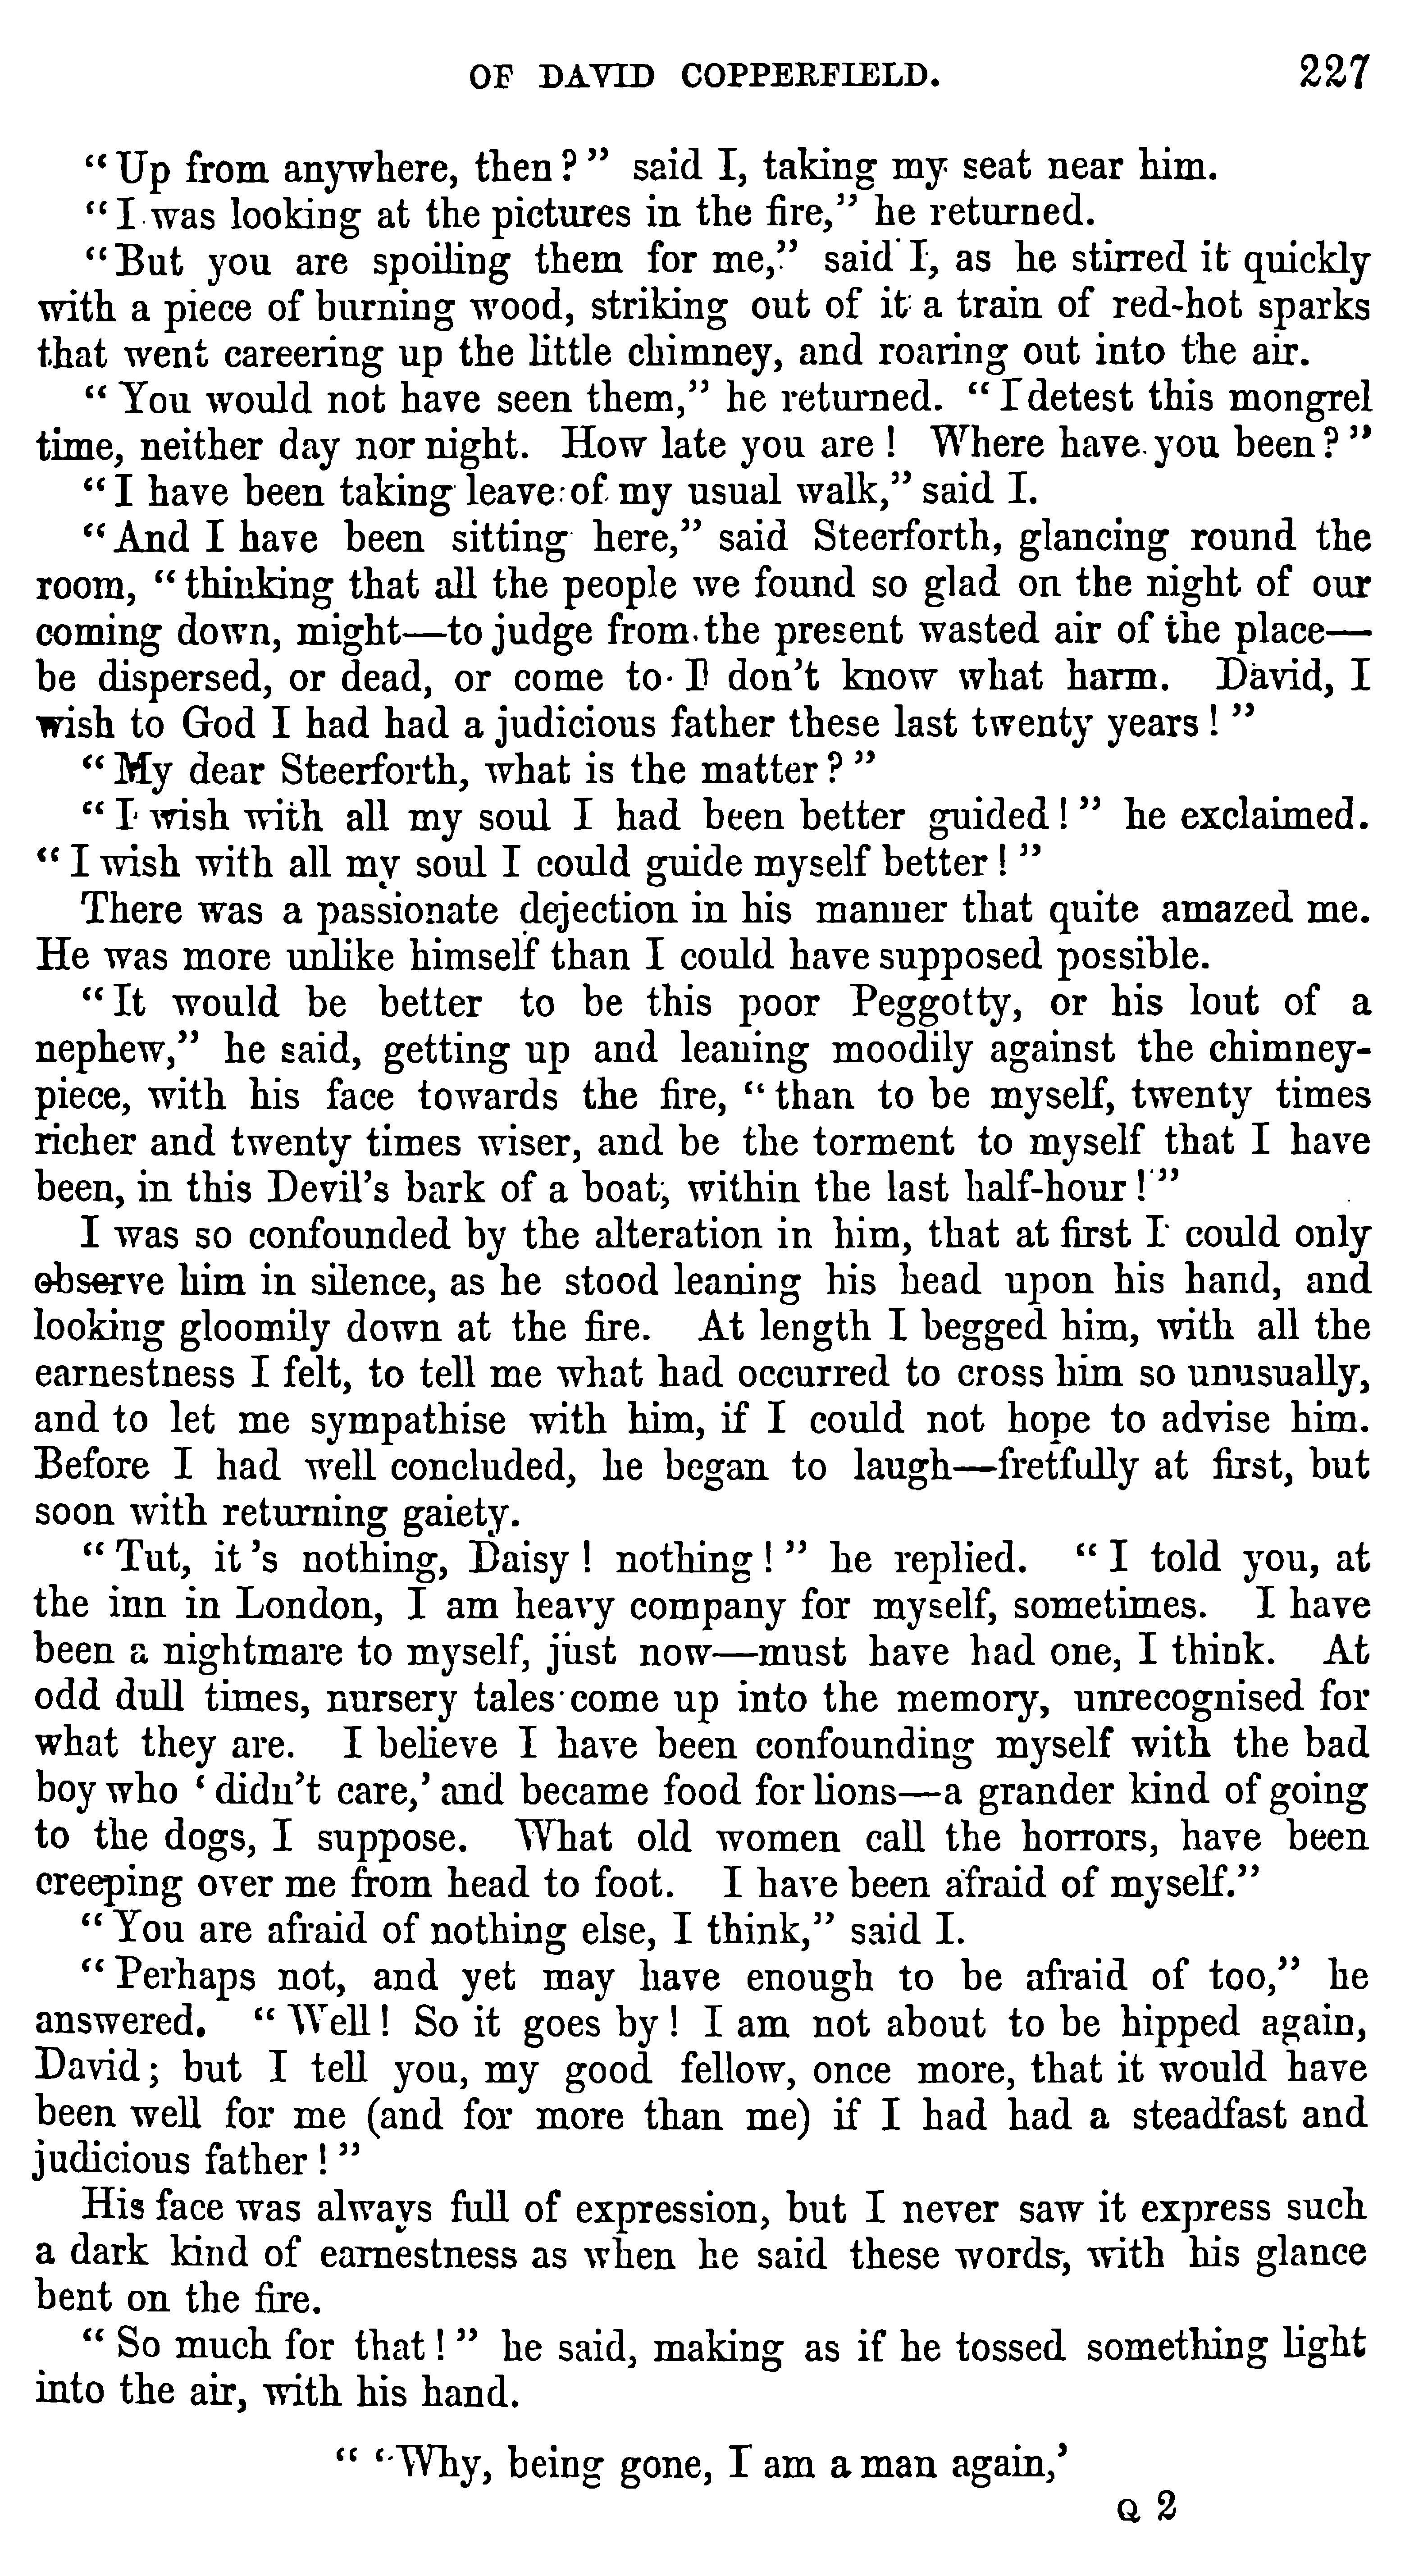 OF DAVID COPPERFIELD. 227
"Up from anywhere, then?" said I, taking my seat near him.
"I was looking at the pictures in the fire," he returned.
"But you are spoiling them for me," said I, as he stirred it quickly
with a piece of burning wood, striking out of it a train of red-hot sparks
that went careering up the little chimney, and roaring out into the air.
"You would not have seen them," he returned. "I detest this mongrel
time, neither day nor night. How late you are! Where have you been?"
"I have been taking leave of my usual walk," said I.
"And I have been sitting here," said Steerforth, glancing round the
room, "thinking that all the people we found so glad on the night of our
coming down, might—to judge from the present wasted air of the place—
be dispersed, or dead, or come to I don't know what harm. David, I
wish to God I had had a judicious father these last twenty years!"
"My dear Steerforth, what is the matter?"
"I wish with all my soul I had been better guided!" he exclaimed.
"I wish with all my soul I could guide myself better!"
There was a passionate dejection in his manner that quite amazed me.
He was more unlike himself than I could have supposed possible.
"It would be better to be this poor Peggotty, or his lout of a
nephew," he said, getting up and leaning moodily against the chimney-
piece, with his face towards the fire, "than to be myself, twenty times
richer and twenty times wiser, and be the torment to myself that I have
been, in this Devil's bark of a boat, within the last half-hour!"
I was so confounded by the alteration in him, that at first I could only
observe him in silence, as he stood leaning his head upon his hand, and
looking gloomily down at the fire. At length I begged him, with all the
earnestness I felt, to tell me what had occurred to cross him so unusually,
and to let me sympathise with him, if I could not hope to advise him.
Before I had well concluded, he began to laugh—fretfully at first, but
soon with returning gaiety.
"Tut, it's nothing, Daisy! nothing!" he replied. "I told you, at
the inn in London, I am heavy company for myself, sometimes. I have
been a nightmare to myself, just now—must have had one, I think. At
odd dull times, nursery tales come up into the memory, unrecognised for
what they are. I believe I have been confounding myself with the bad
boy who 'didn't care,' and became food for lions—a grander kind of going
to the dogs, I suppose. What old women call the horrors, have been
creeping over me from head to foot. I have been afraid of myself."
"You are afraid of nothing else, I think," said I.
"Perhaps not, and yet may have enough to be afraid of too," he
answered. "Well! So it goes by! I am not about to be hipped again,
David; but I tell you, my good fellow, once more, that it would have
been well for me (and for more than me) if I had had a steadfast and
judicious father!"
His face was always full of expression, but I never saw it express such
a dark kind of earnestness as when he said these words, with his glance
bent on the fire.
"So much for that!" he said, making as if he tossed something light
into the air, with his hand.
"'Why, being gone, I am a man again,'
Q 2